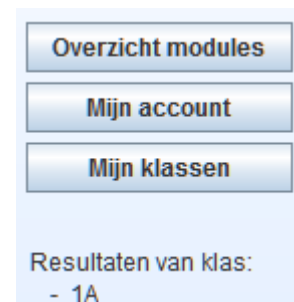 Overzicht modules
Mijn account
Mijn klassen
Resultaten van klas:
- 1A